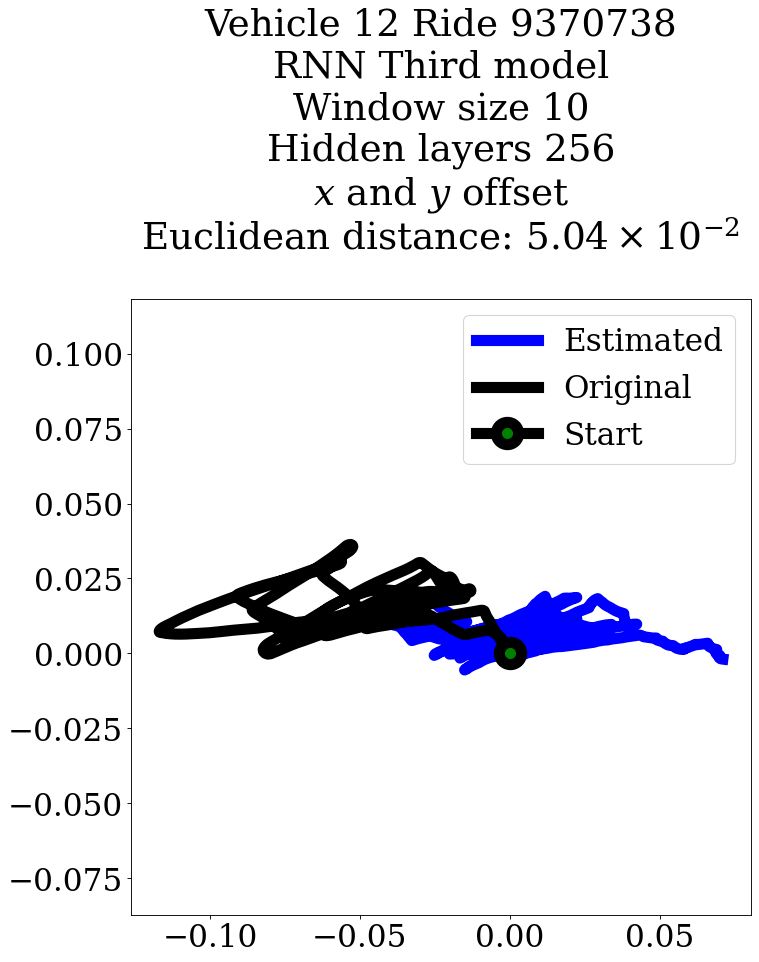 Vehicle 12 Ride 9370738
RNN Third model
Window size 10
Hidden layers 256
x and y offset
Euclidean distance: 5.04 × 10⁻²
Estimated
Original
Start
0.100
0.075
0.050
0.025
0.000
−0.025
−0.050
−0.075
−0.10 −0.05 0.00 0.05